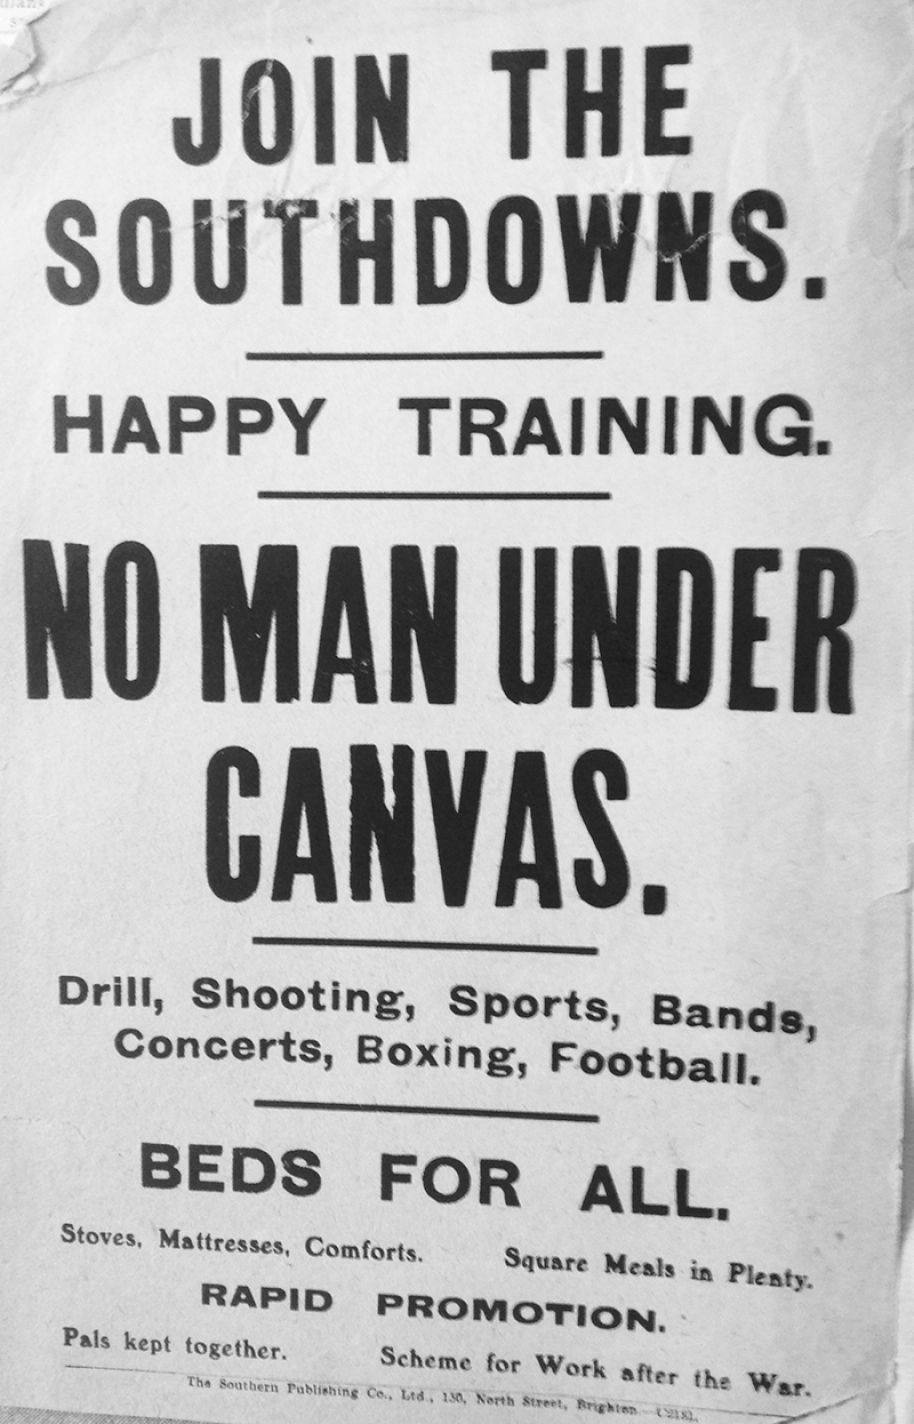 JOIN THE
SOUTHDOWNS.
HAPPY TRAINING.
NO MAN UNDER
CANVAS.
Drill, Shooting, Sports, Bands,
Concerts, Boxing, Football.
BEDS FOR ALL.
Stoves, Mattresses, Comforts. Square Meals in Plenty.
RAPID PROMOTION.
Pals kept together. Scheme for Work after the War.
The Southern Publishing Co., Ltd., 130, North Street, Brighton.